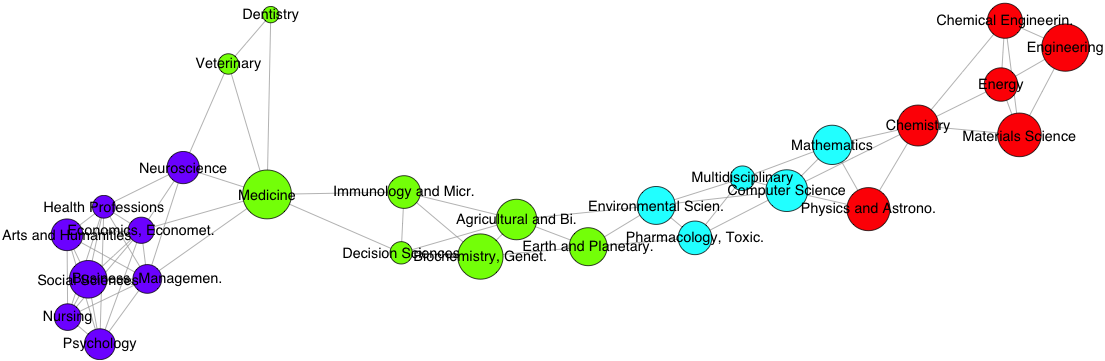 Dentistry
Chemical Engineerin.
Engineering
Veterinary
Energy
Chemistry
Materials Science
Mathematics
Neuroscience
Multidisciplinary
Immunology and Micr.
Computer Science
Medicine
Health Professions
Environmental Scien.
Physics and Astrono.
Agricultural and Bi.
Economics, Economet.
Arts and Humanities
Pharmacology, Toxic.
Earth and Planetary.
Decision Sciences
Biochemistry, Genet.
Business, Managemen.
Social Sciences
Nursing
Psychology